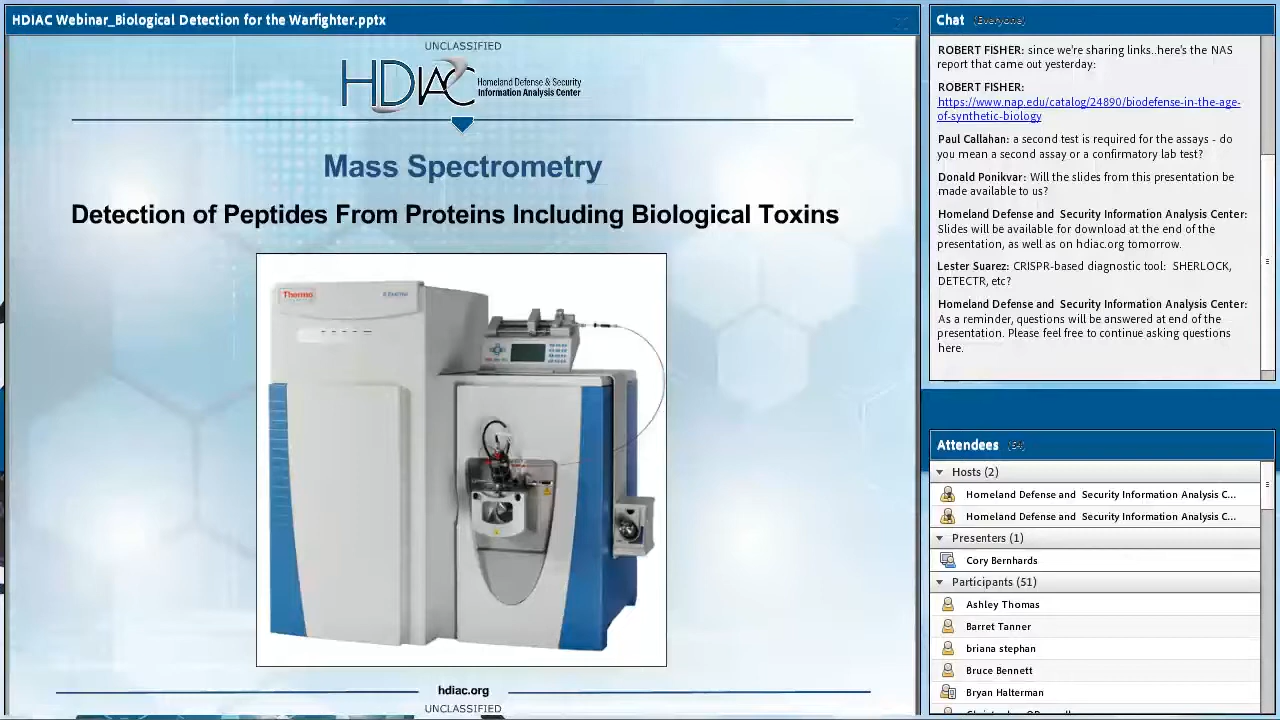 HDIAC Webinar_Biological Detection for the Warfighter.pptx
UNCLASSIFIED
HDIAC
Homeland Defense & Security
Information Analysis Center
Mass Spectrometry
Detection of Peptides From Proteins Including Biological Toxins
Thermo
hdiac.org
UNCLASSIFIED
Chat (Everyone)
ROBERT FISHER: since we're sharing links..here's the NAS
report that came out yesterday:
ROBERT FISHER:
https://www.nap.edu/catalog/24890/biodefense-in-the-age-
of-synthetic-biology
Paul Callahan: a second test is required for the assays - do
you mean a second assay or a confirmatory lab test?
Donald Ponikvar: Will the slides from this presentation be
made available to us?
Homeland Defense and Security Information Analysis Center:
Slides will be available for download at the end of the
presentation, as well as on hdiac.org tomorrow.
Lester Suarez: CRISPR-based diagnostic tool: SHERLOCK,
DETECTR, etc?
Homeland Defense and Security Information Analysis Center:
As a reminder, questions will be answered at end of the
presentation. Please feel free to continue asking questions
here.
Attendees (54)
Hosts (2)
Homeland Defense and Security Information Analysis C...
Homeland Defense and Security Information Analysis C...
Presenters (1)
Cory Bernhards
Participants (51)
Ashley Thomas
Barret Tanner
briana stephan
Bruce Bennett
Bryan Halterman